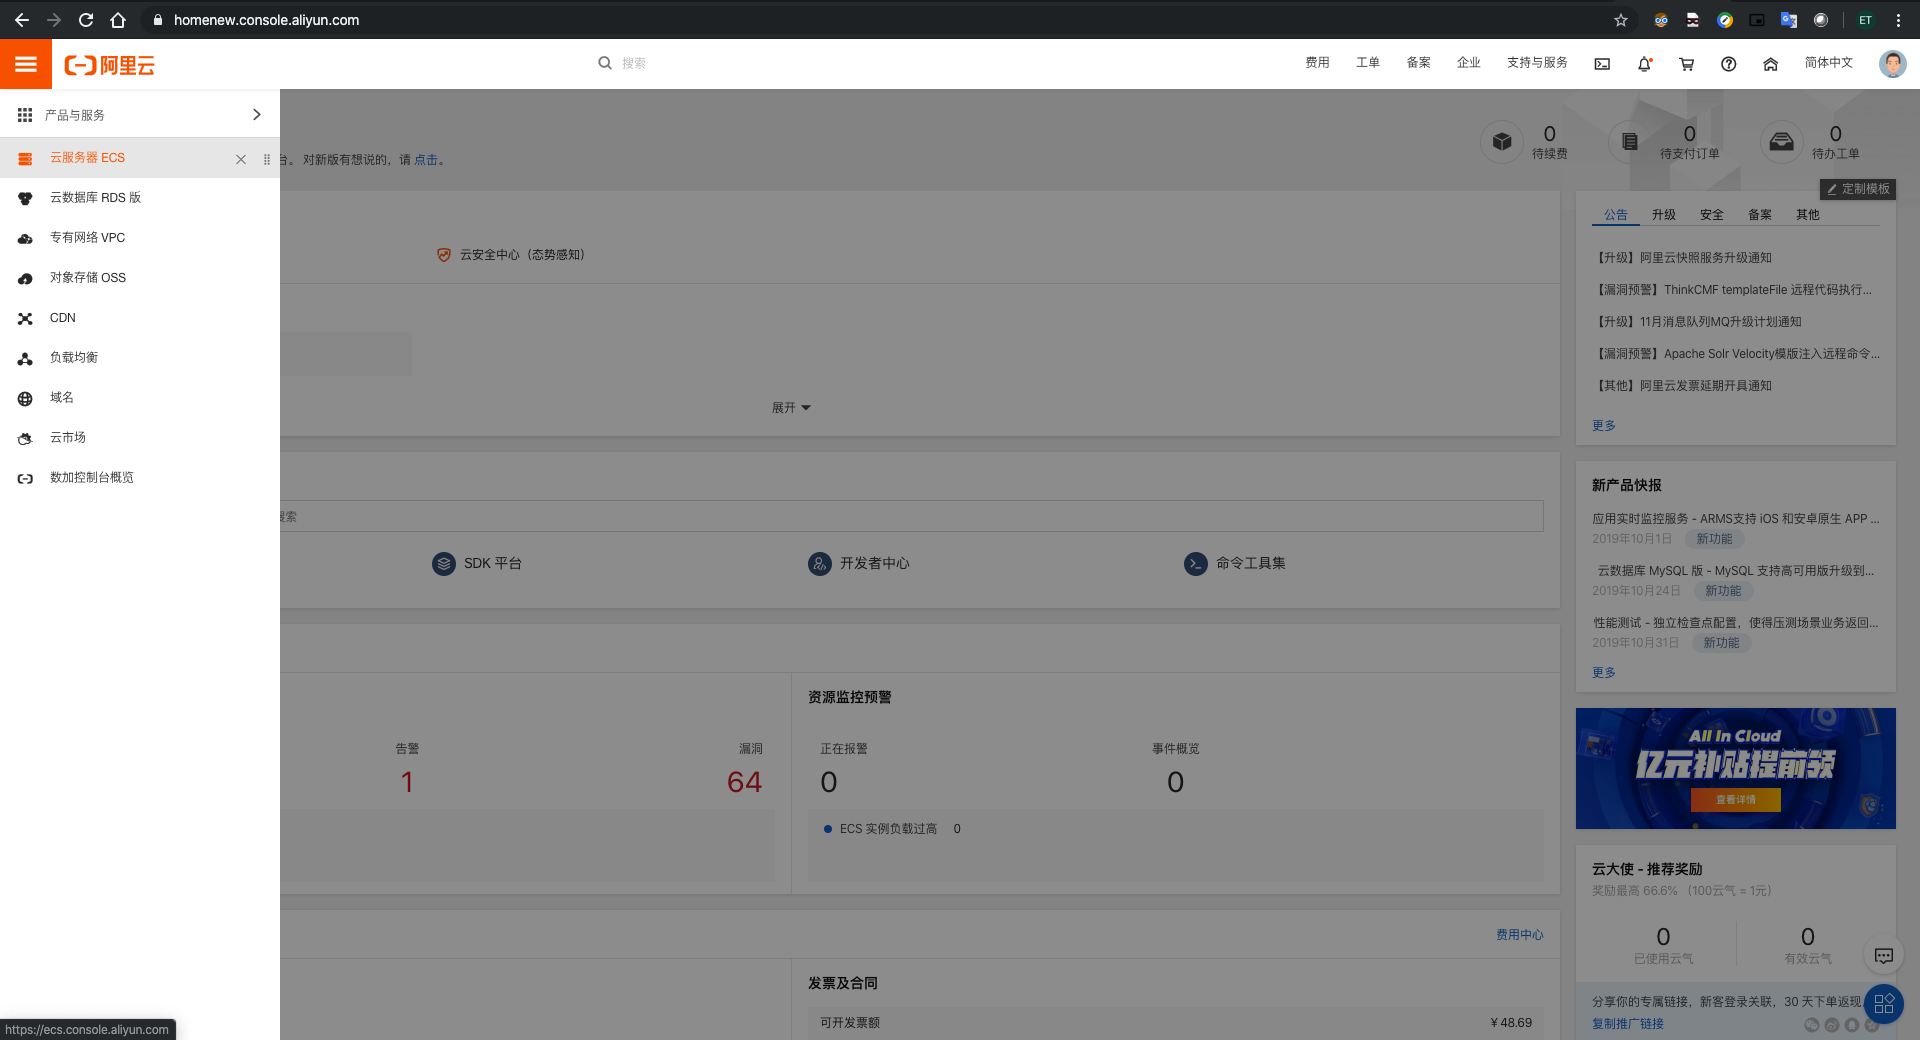 homenew.console.aliyun.com
ET
阿里云
搜索
费用
工单
备案
企业
支持与服务
简体中文
产品与服务
云服务器 ECS
云数据库 RDS 版
专有网络 VPC
对象存储 OSS
CDN
负载均衡
域名
云市场
数加控制台概览
台。 对新版有想说的，请 点击。
0
待续费
0
待支付订单
0
待办工单
定制模板
云安全中心（态势感知）
展开
搜索
SDK 平台
开发者中心
命令工具集
告警
1
漏洞
64
资源监控预警
正在报警
0
事件概览
0
ECS 实例负载过高 0
费用中心
发票及合同
可开发票额
¥ 48.69
公告
升级
安全
备案
其他
【升级】阿里云快照服务升级通知
【漏洞预警】ThinkCMF templateFile 远程代码执行...
【升级】11月消息队列MQ升级计划通知
【漏洞预警】Apache Solr Velocity模版注入远程命令...
【其他】阿里云发票延期开具通知
更多
新产品快报
应用实时监控服务 - ARMS支持 iOS 和安卓原生 APP ...
2019年10月1日 新功能
云数据库 MySQL 版 - MySQL 支持高可用版升级到...
2019年10月24日 新功能
性能测试 - 独立检查点配置，使得压测场景业务返回...
2019年10月31日 新功能
更多
All In Cloud
亿元补贴提前领
查看详情
云大使 - 推荐奖励
奖励最高 66.6% （100云气 = 1元）
0
已使用云气
0
有效云气
分享你的专属链接，新客登录关联，30 天下单返现
复制推广链接
https://ecs.console.aliyun.com